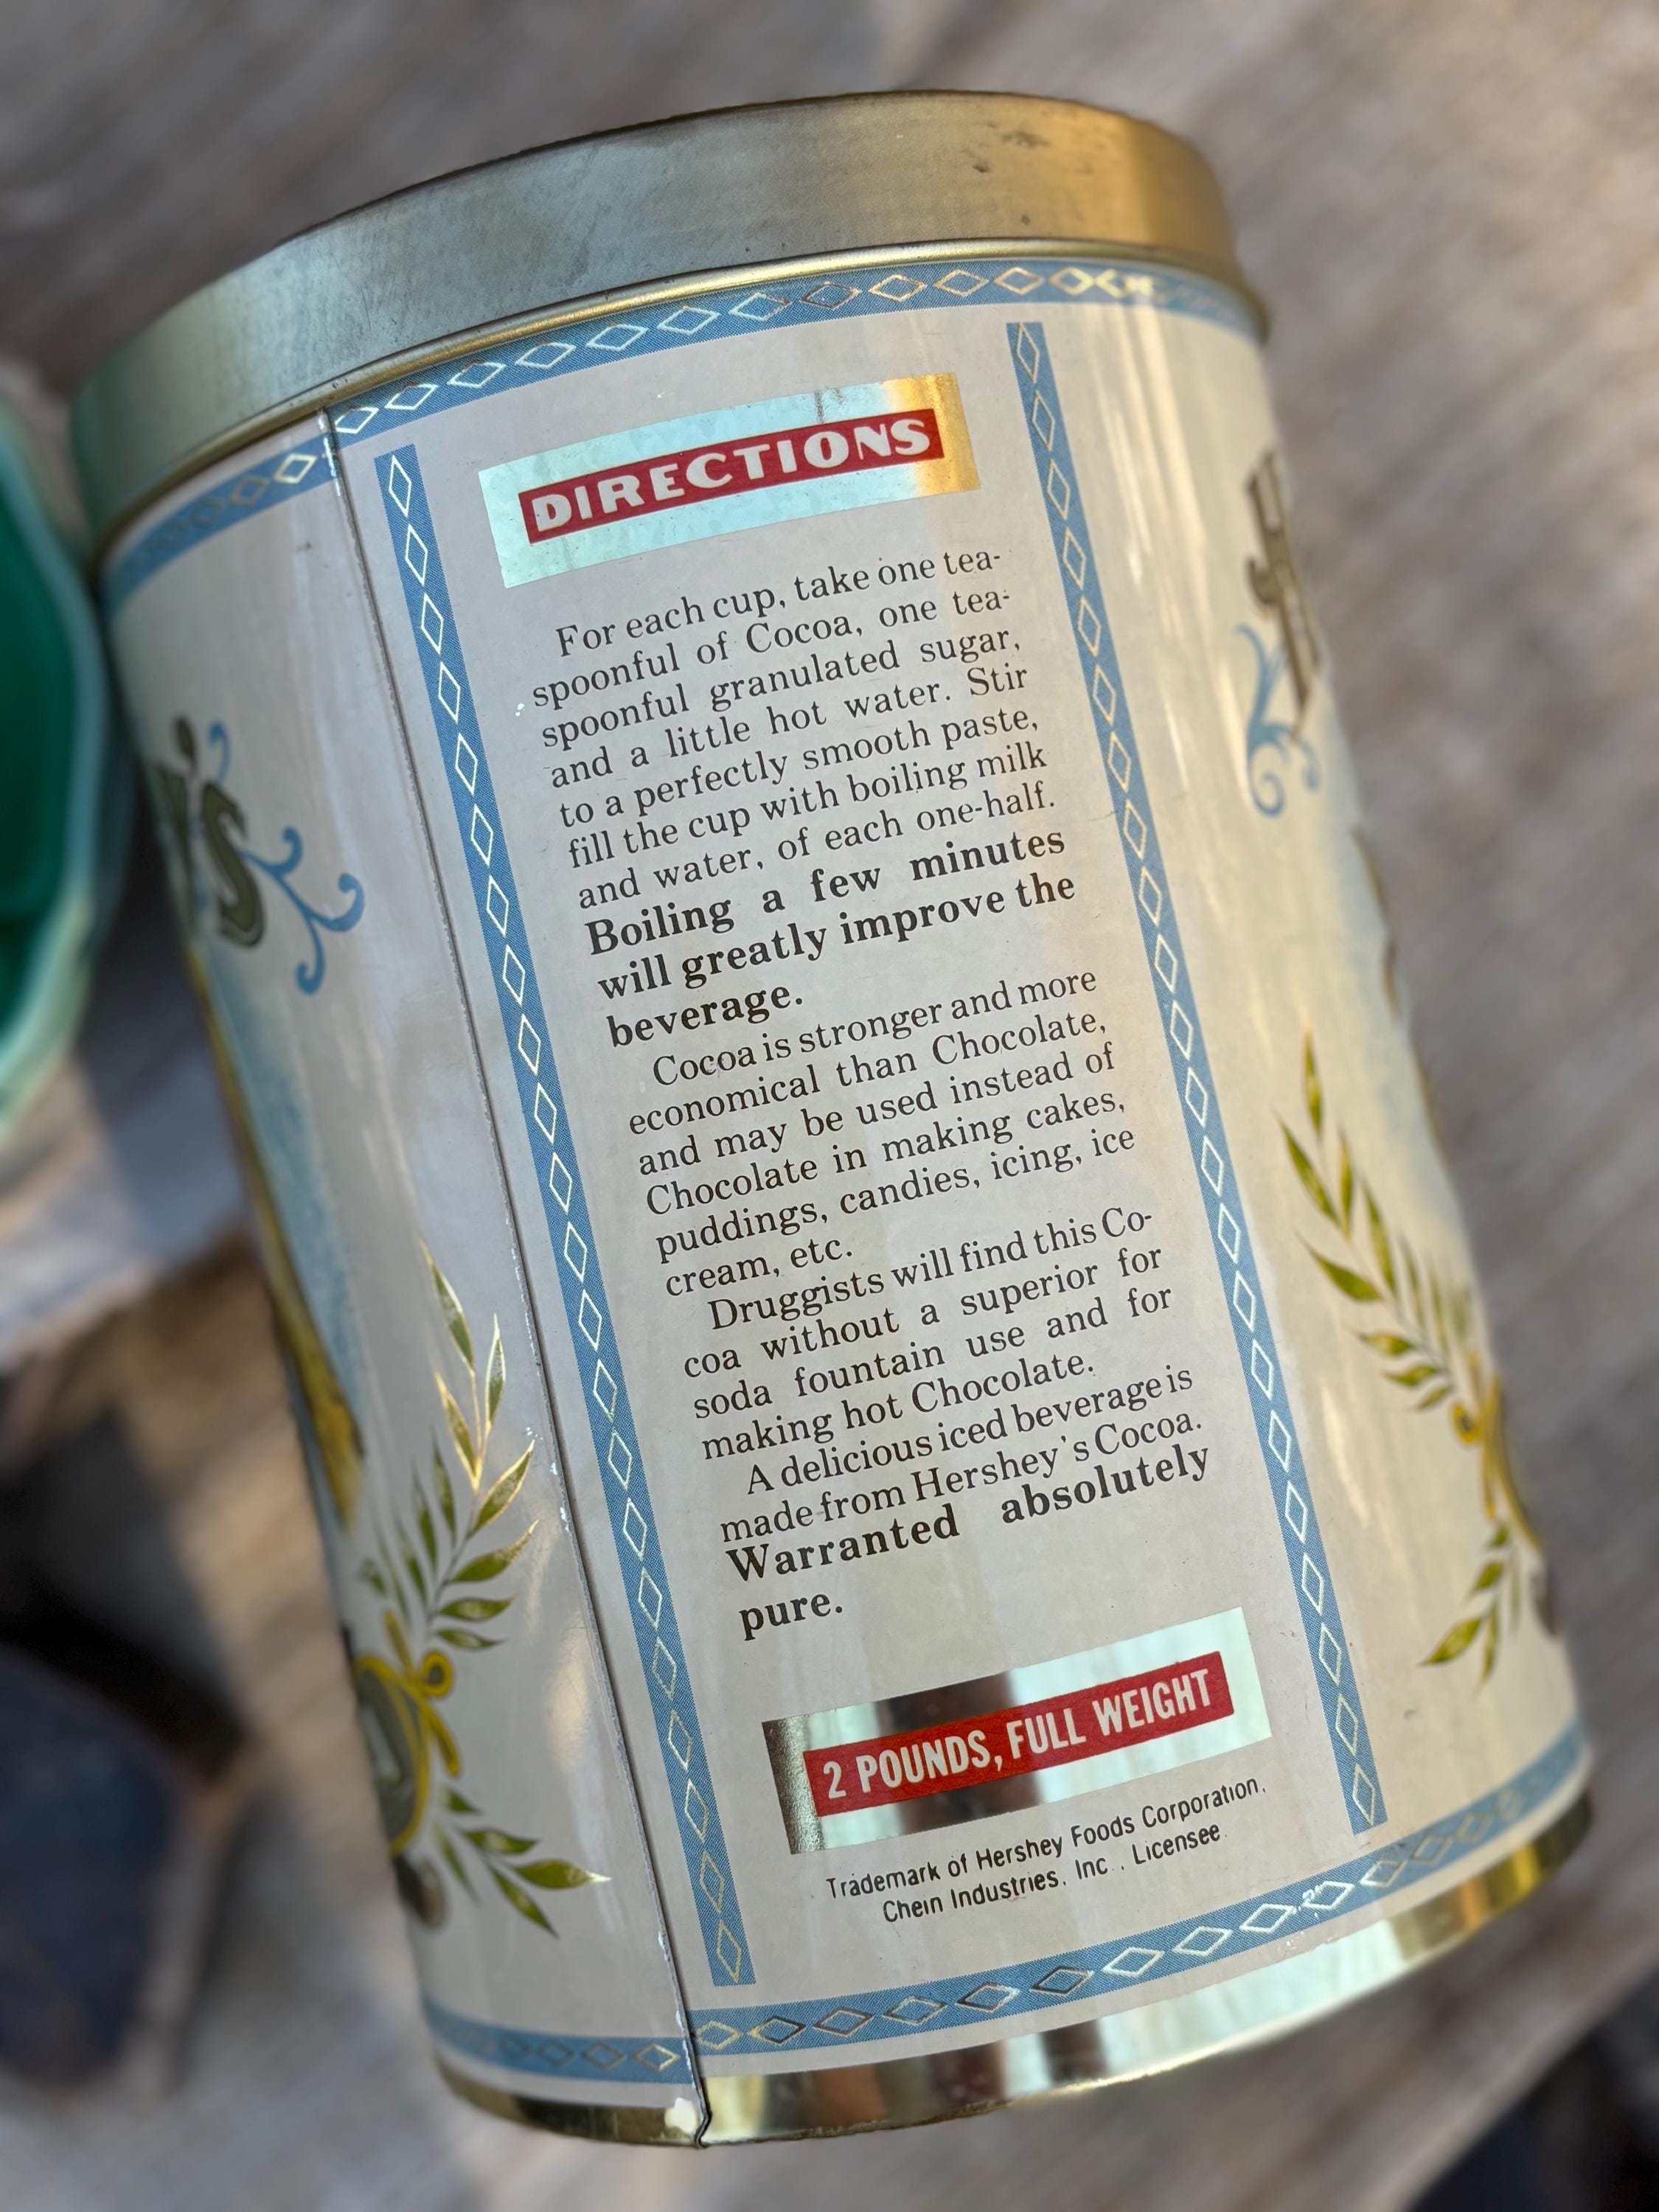 DIRECTIONS
For each cup, take one tea-
spoonful of Cocoa, one tea-
spoonful granulated sugar,
and a little hot water. Stir
to a perfectly smooth paste,
fill the cup with boiling milk
and water, of each one-half.
Boiling a few minutes
will greatly improve the
beverage.
Cocoa is stronger and more
economical than Chocolate,
and may be used instead of
Chocolate in making cakes,
puddings, candies, icing, ice
cream, etc.
Druggists will find this Co-
coa without a superior for
soda fountain use and for
making hot Chocolate.
A delicious iced beverage is
made from Hershey's Cocoa.
Warranted absolutely
pure.
2 POUNDS, FULL WEIGHT
Trademark of Hershey Foods Corporation,
Chein Industries, Inc., Licensee